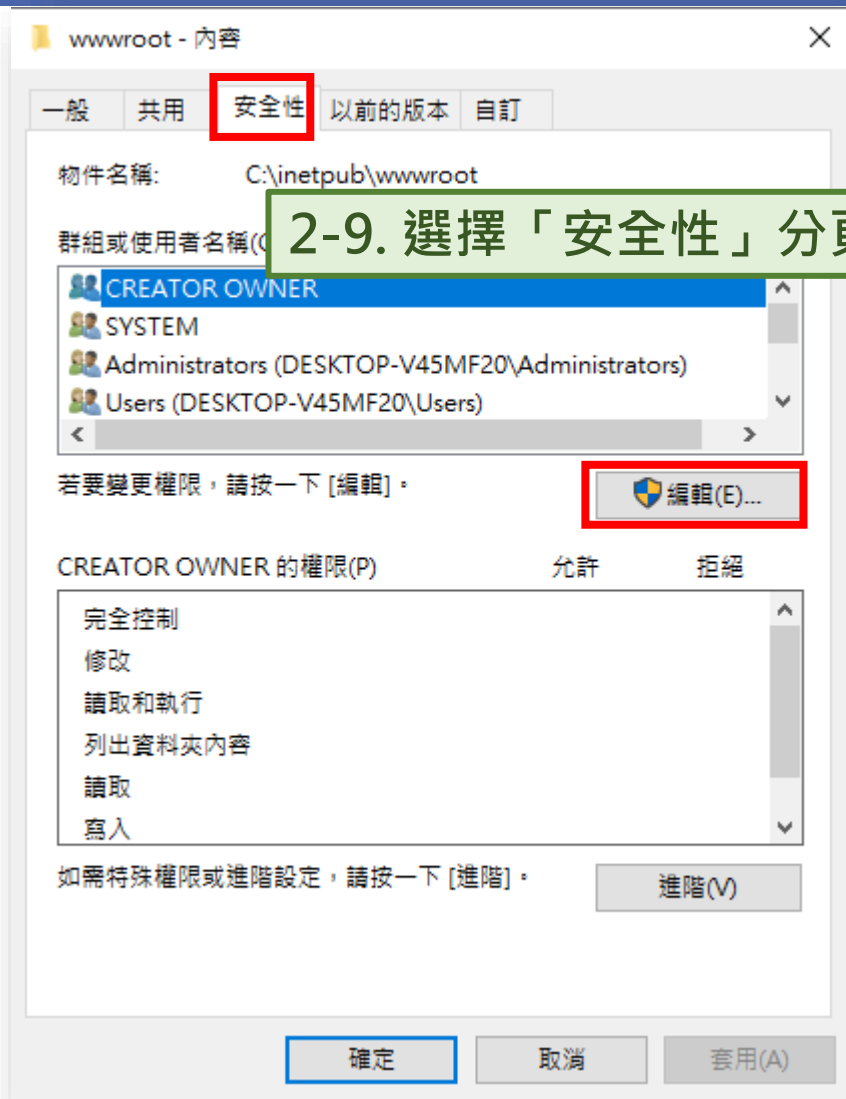 wwwroot - 內容
一般 共用 安全性 以前的版本 自訂
物件名稱: C:\inetpub\wwwroot
2-9. 選擇「安全性」分頁
群組或使用者名稱(G
CREATOR OWNER
SYSTEM
Administrators (DESKTOP-V45MF20\Administrators)
Users (DESKTOP-V45MF20\Users)
若要變更權限，請按一下 [編輯]。
編輯(E)...
CREATOR OWNER 的權限(P) 允許 拒絕
完全控制
修改
讀取和執行
列出資料夾內容
讀取
寫入
如需特殊權限或進階設定，請按一下 [進階]。
進階(V)
確定 取消 套用(A)